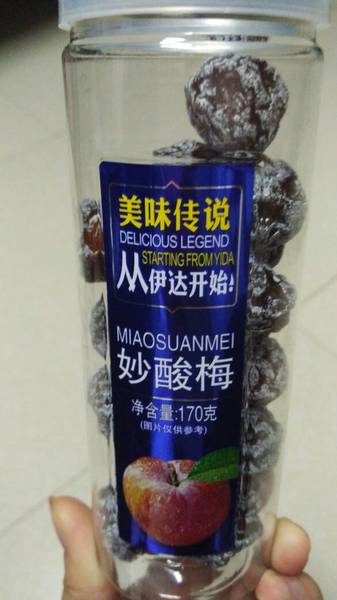 美味传说
DELICIOUS LEGEND
STARTING FROM YIDA
从伊达开始!
MIAOSUANMEI
妙酸梅
净含量:170克
(图片仅供参考)